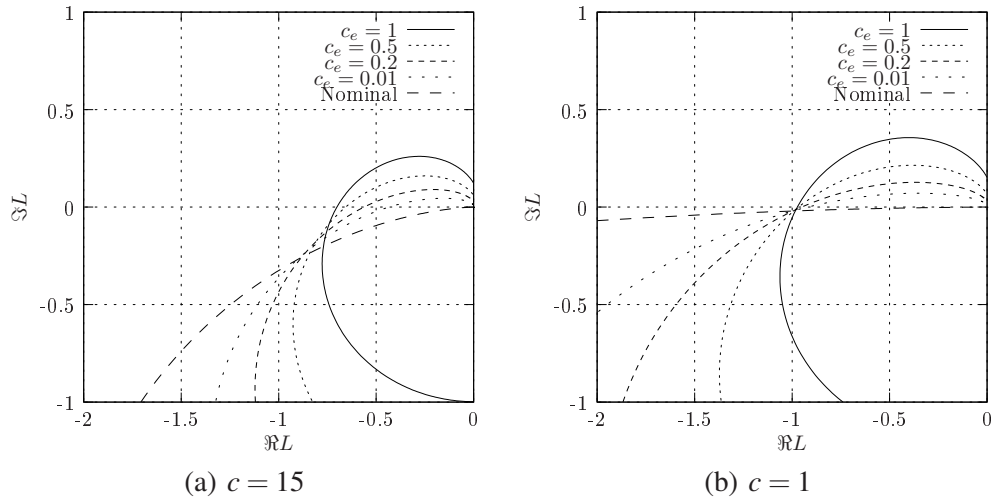 1
0.5
0
-0.5
-1
-2
-1.5
-1
-0.5
0
ℑL
ℜL
c_e = 1
c_e = 0.5
c_e = 0.2
c_e = 0.01
Nominal
(a) c = 15
1
0.5
0
-0.5
-1
-2
-1.5
-1
-0.5
0
ℑL
ℜL
c_e = 1
c_e = 0.5
c_e = 0.2
c_e = 0.01
Nominal
(b) c = 1